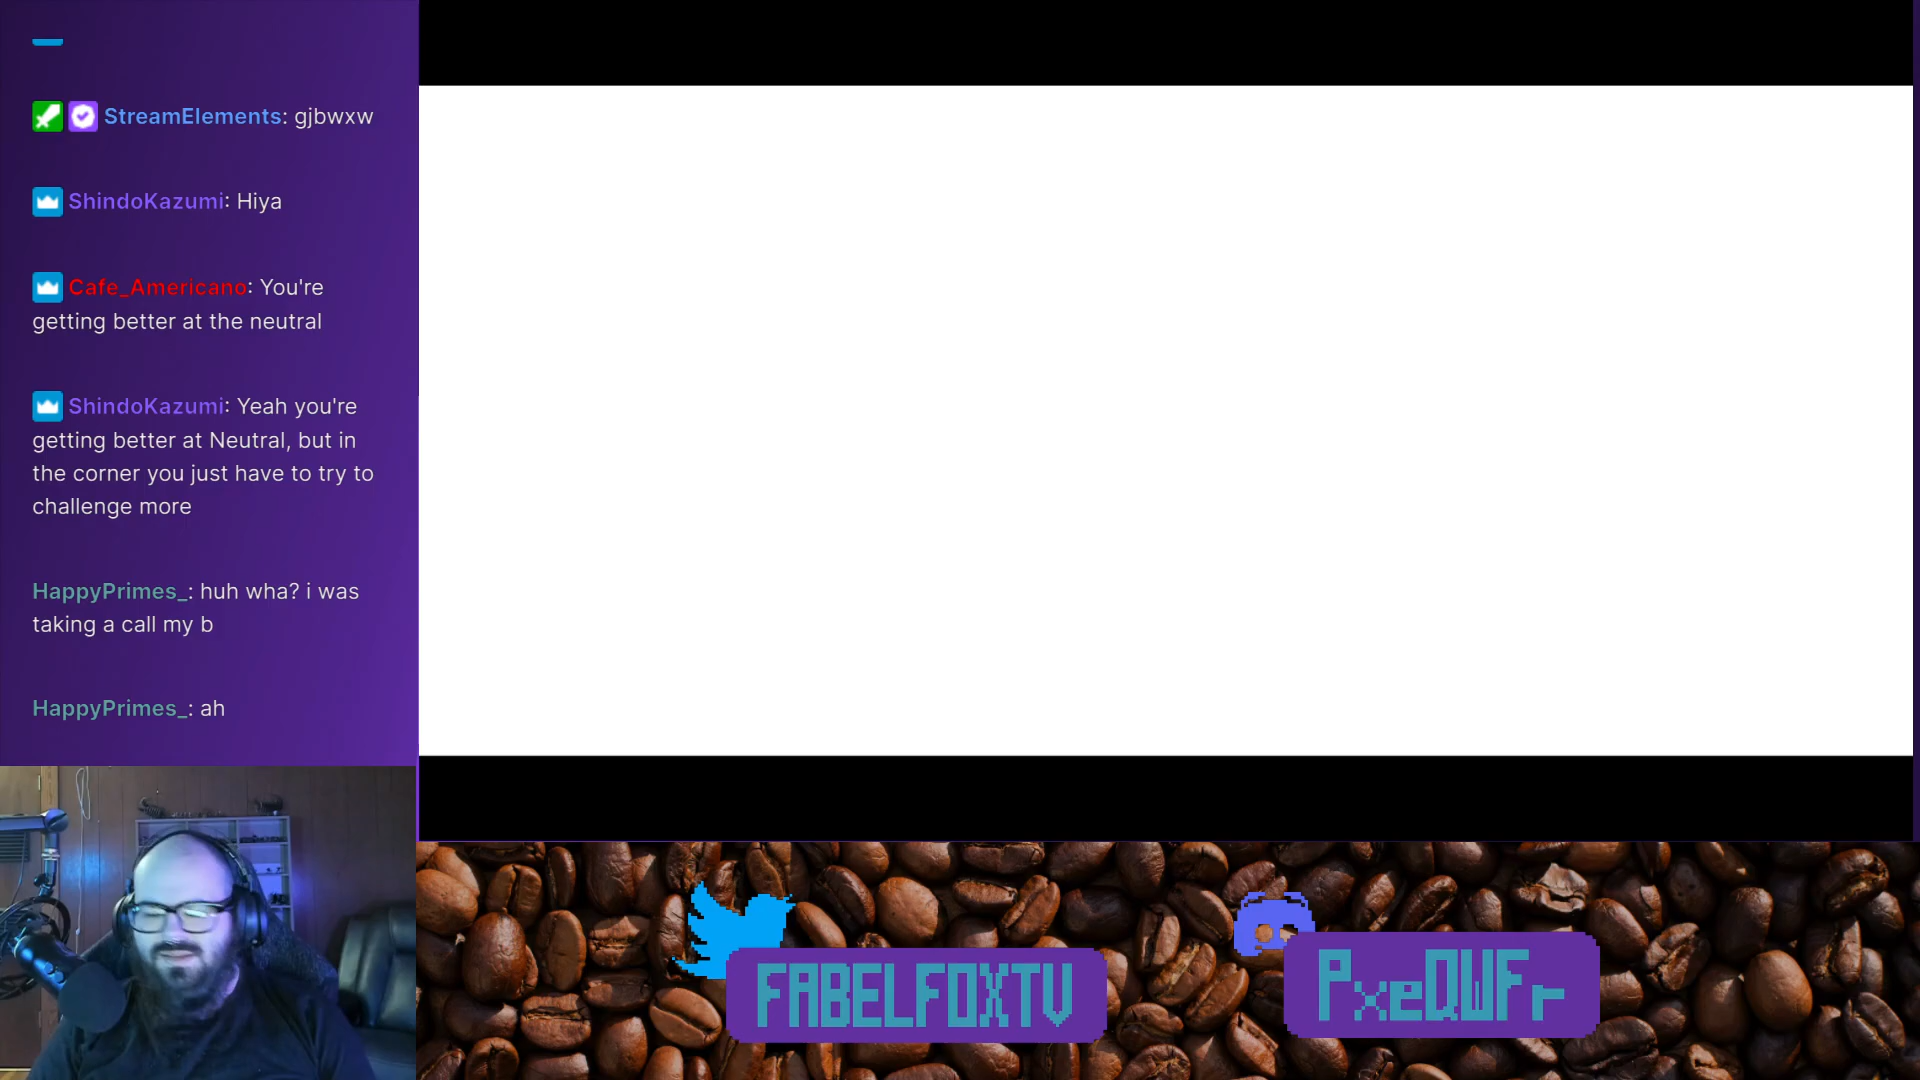 StreamElements: gjbwxw
ShindoKazumi: Hiya
Cafe_Americano: You're
getting better at the neutral
ShindoKazumi: Yeah you're
getting better at Neutral, but in
the corner you just have to try to
challenge more
HappyPrimes_: huh wha? i was
taking a call my b
HappyPrimes_: ah
FABELFOXTV
PxeQWFr